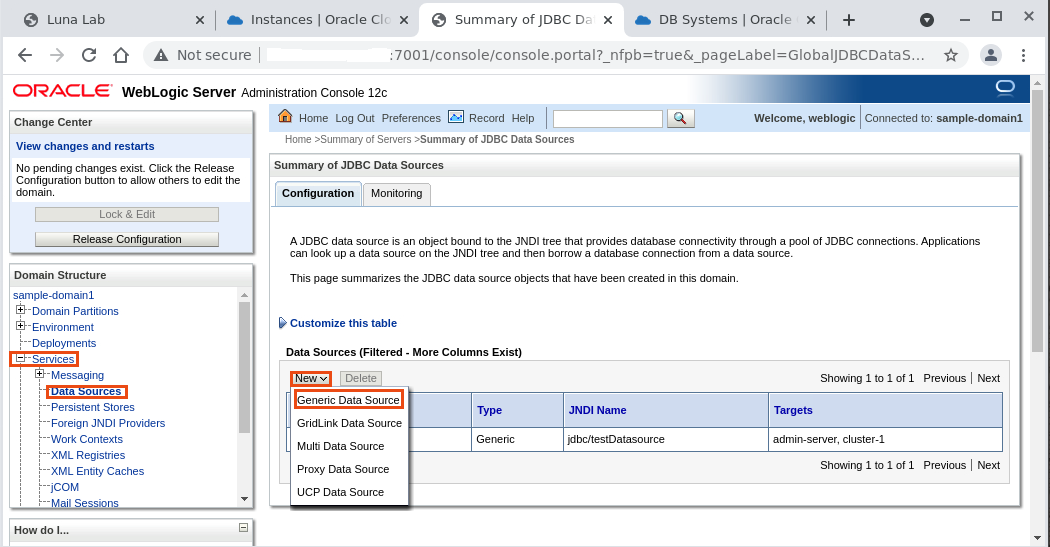 Luna Lab
Instances | Oracle Clo
Summary of JDBC Dat
DB Systems | Oracle
Not secure
:7001/console/console.portal?_nfpb=true&_pageLabel=GlobalJDBCDataS...
ORACLE WebLogic Server Administration Console 12c
Change Center
View changes and restarts
No pending changes exist. Click the Release
Configuration button to allow others to edit the
domain.
Lock & Edit
Release Configuration
Domain Structure
sample-domain1
Domain Partitions
Environment
Deployments
Services
Messaging
Data Sources
Persistent Stores
Foreign JNDI Providers
Work Contexts
XML Registries
XML Entity Caches
jCOM
Mail Sessions
How do I...
Home Log Out Preferences Record Help
Welcome, weblogic Connected to: sample-domain1
Home >Summary of Servers >Summary of JDBC Data Sources
Summary of JDBC Data Sources
Configuration Monitoring
A JDBC data source is an object bound to the JNDI tree that provides database connectivity through a pool of JDBC connections. Applications
can look up a data source on the JNDI tree and then borrow a database connection from a data source.
This page summarizes the JDBC data source objects that have been created in this domain.
Customize this table
Data Sources (Filtered - More Columns Exist)
New Delete
Showing 1 to 1 of 1 Previous | Next
Generic Data Source
GridLink Data Source
Multi Data Source
Proxy Data Source
UCP Data Source
Type JNDI Name Targets
Generic jdbc/testDatasource admin-server, cluster-1
Showing 1 to 1 of 1 Previous | Next